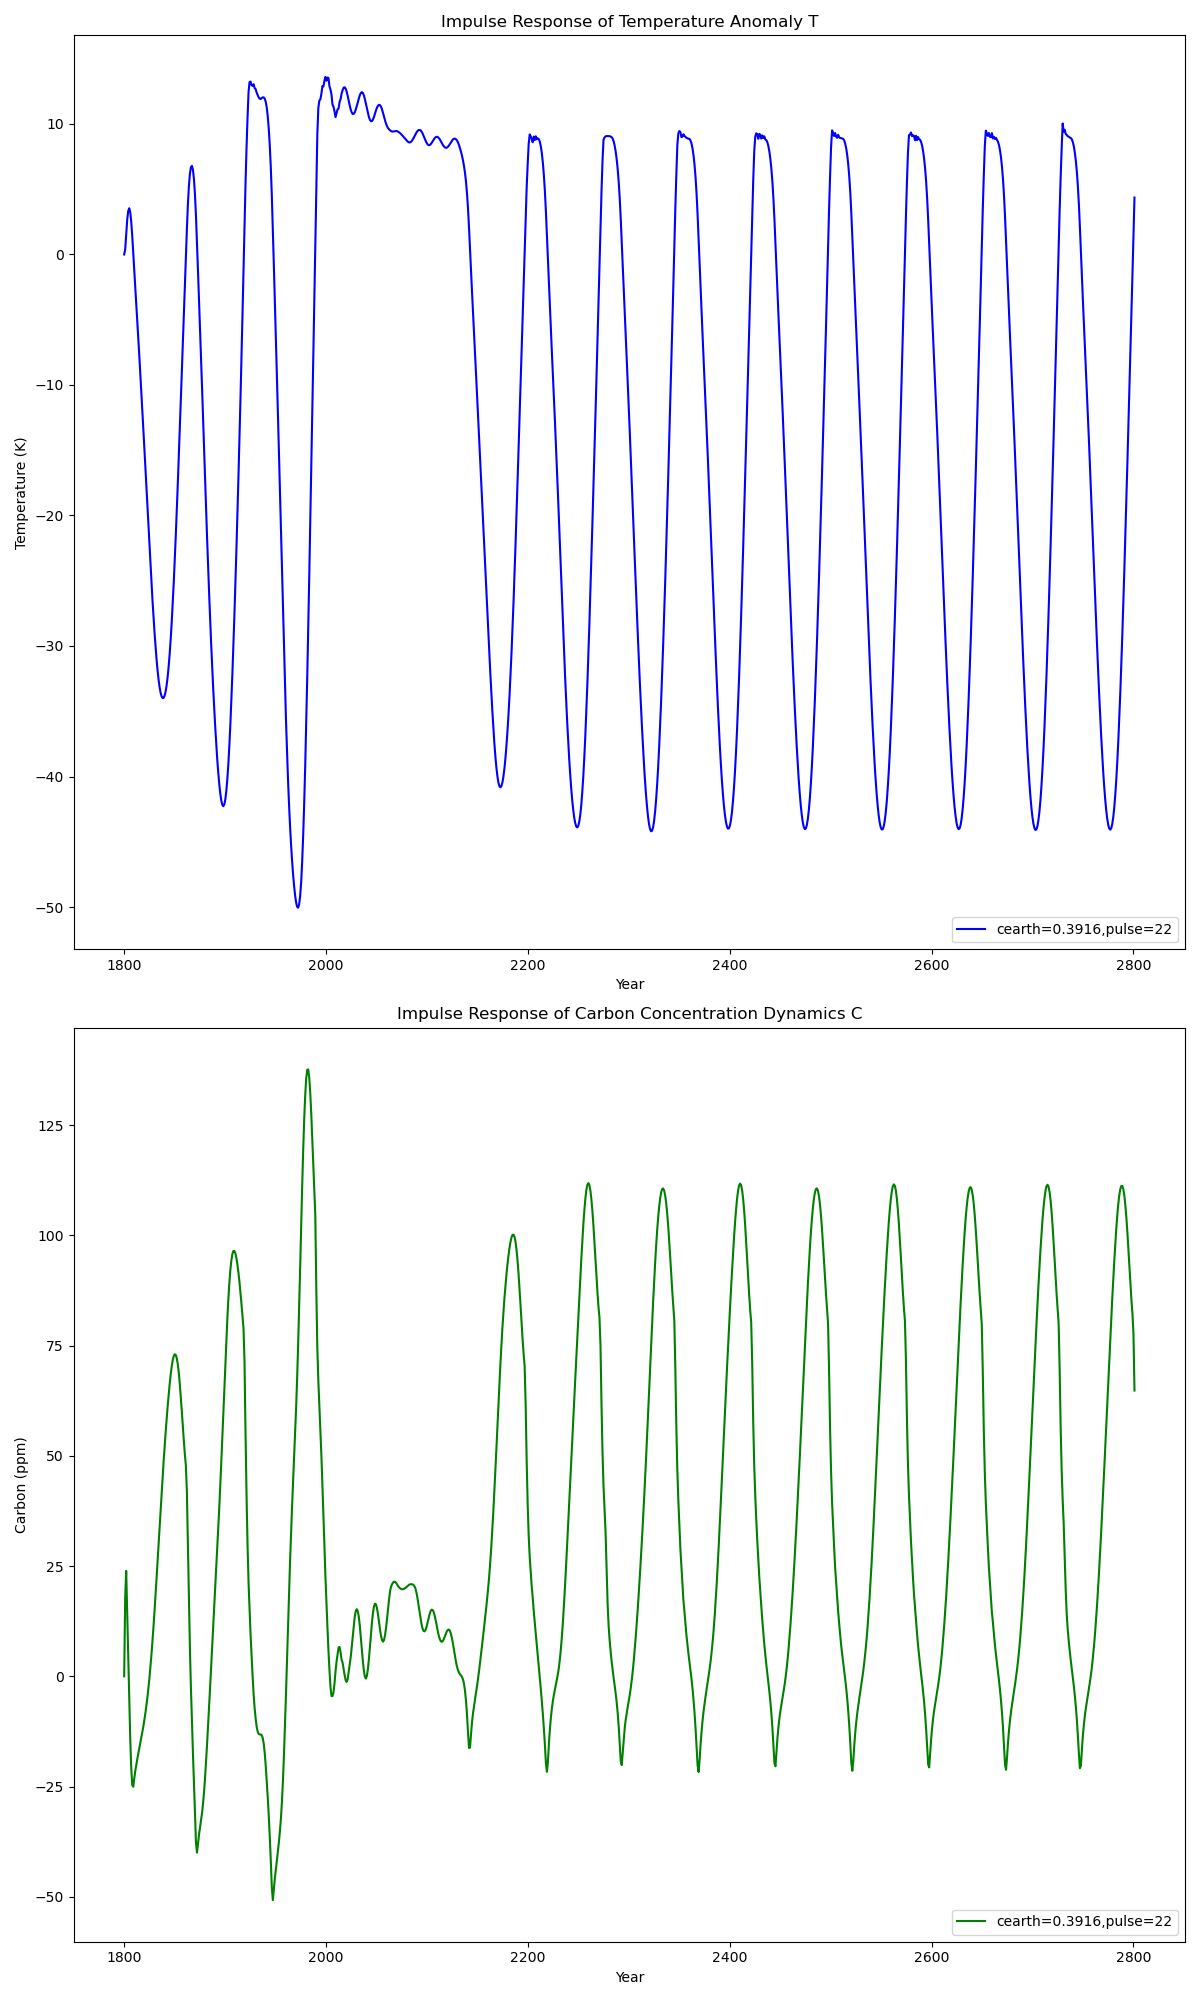 Impulse Response of Temperature Anomaly T
Temperature (K)
10
0
−10
−20
−30
−40
−50
cearth=0.3916,pulse=22
1800 2000 2200 2400 2600 2800
Year
Impulse Response of Carbon Concentration Dynamics C
Carbon (ppm)
125
100
75
50
25
0
−25
−50
cearth=0.3916,pulse=22
1800 2000 2200 2400 2600 2800
Year